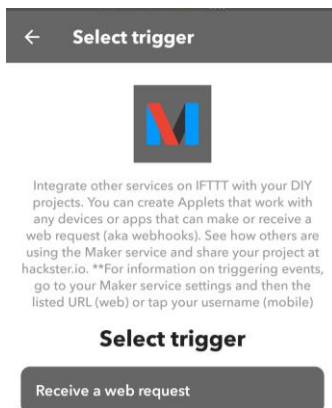 ← Select trigger
Integrate other services on IFTTT with your DIY
projects. You can create Applets that work with
any devices or apps that can make or receive a
web request (aka webhooks). See how others are
using the Maker service and share your project at
hackster.io. **For information on triggering events,
go to your Maker service settings and then the
listed URL (web) or tap your username (mobile)
Select trigger
Receive a web request